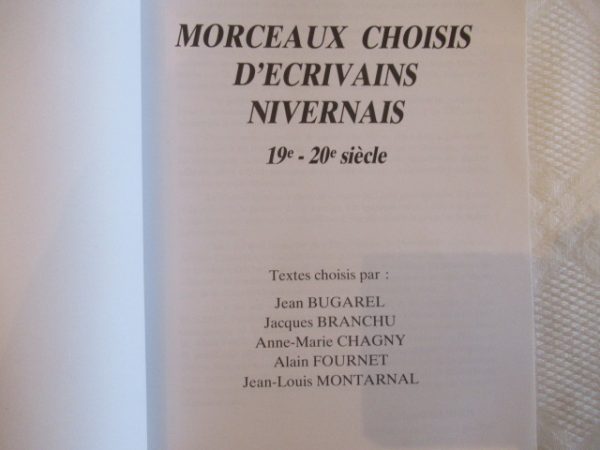 MORCEAUX CHOISIS
D'ECRIVAINS
NIVERNAIS
19e - 20e siècle
Textes choisis par :
Jean BUGAREL
Jacques BRANCHU
Anne-Marie CHAGNY
Alain FOURNET
Jean-Louis MONTARNAL